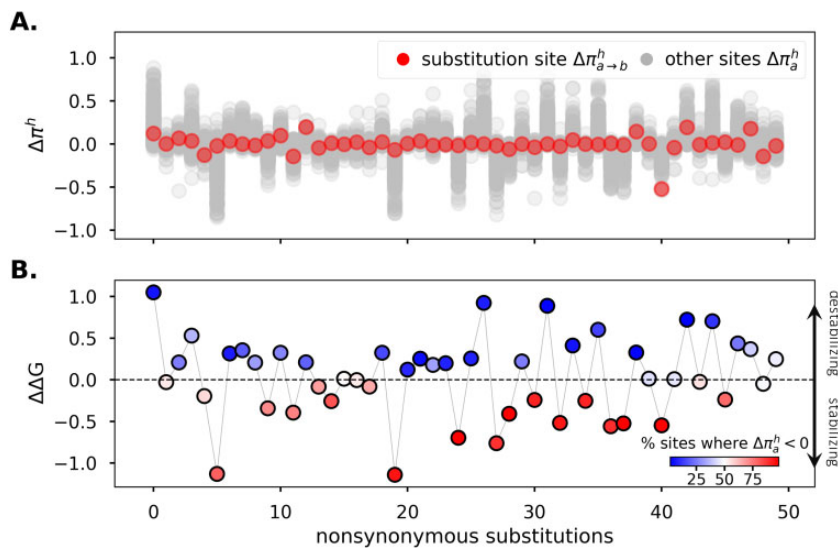 A.
substitution site Δπ^h_{a→b} other sites Δπ^h_a
1.0
0.5
0.0
−0.5
−1.0
Δπ^h
B.
1.0
0.5
0.0
−0.5
−1.0
ΔΔG
destabilizing
stabilizing
% sites where Δπ^h_a < 0
25 50 75
0 10 20 30 40 50
nonsynonymous substitutions